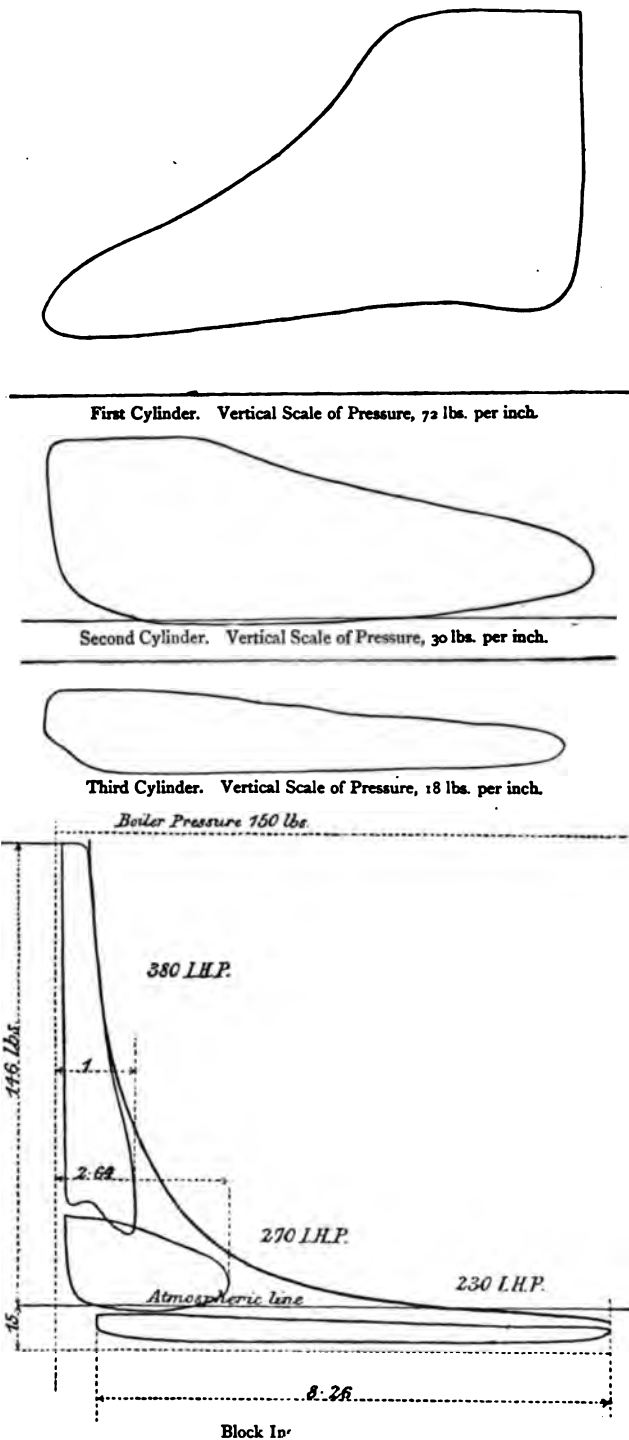 First Cylinder. Vertical Scale of Pressure, 72 lbs. per inch.
Second Cylinder. Vertical Scale of Pressure, 30 lbs. per inch.
Third Cylinder. Vertical Scale of Pressure, 18 lbs. per inch.
Boiler Pressure 150 lbs.
380 I.H.P.
146 lbs.
1
2·64
270 I.H.P.
230 I.H.P.
Atmospheric line
15
8·26
Block